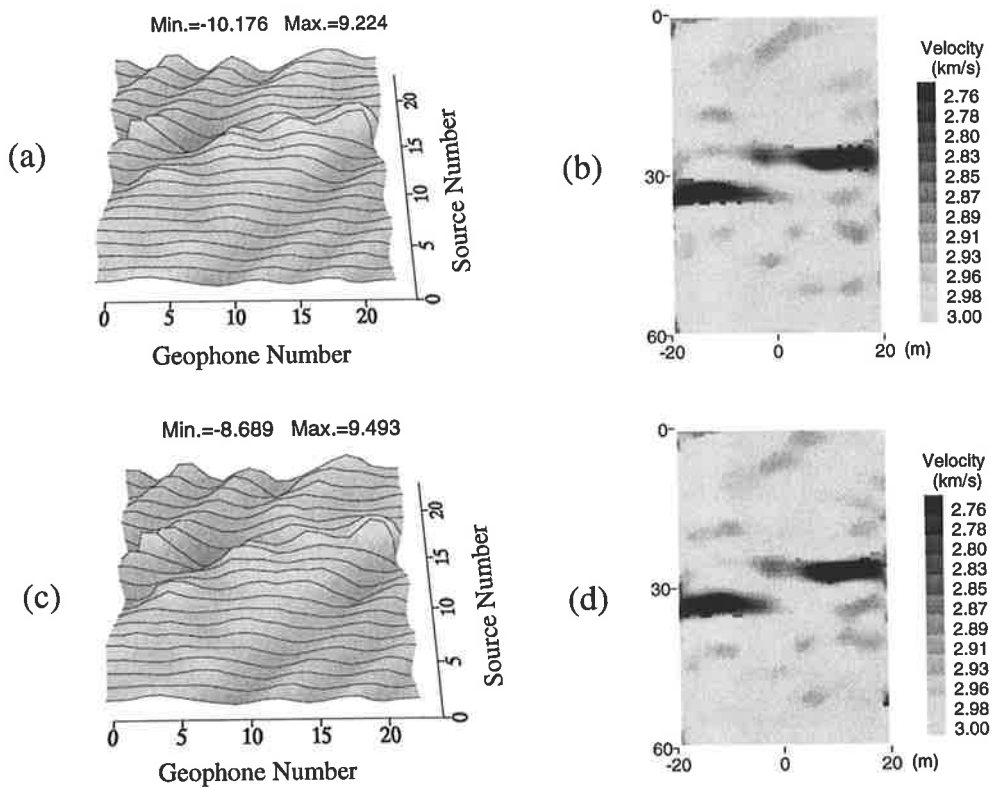 Min.=-10.176 Max.=9.224
(a)
20
15
10
5
0
Source Number
0 5 10 15 20
Geophone Number
(b)
0
30
60
-20 0 20 (m)
Velocity
(km/s)
2.76
2.78
2.80
2.83
2.85
2.87
2.89
2.91
2.93
2.96
2.98
3.00
Min.=-8.689 Max.=9.493
(c)
20
15
10
5
0
Source Number
0 5 10 15 20
Geophone Number
(d)
0
30
60
-20 0 20 (m)
Velocity
(km/s)
2.76
2.78
2.80
2.83
2.85
2.87
2.89
2.91
2.93
2.96
2.98
3.00